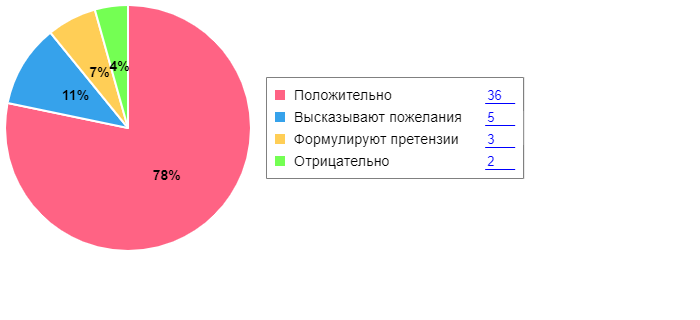 4%
7%
11%
78%
Положительно 36
Высказывают пожелания 5
Формулируют претензии 3
Отрицательно 2